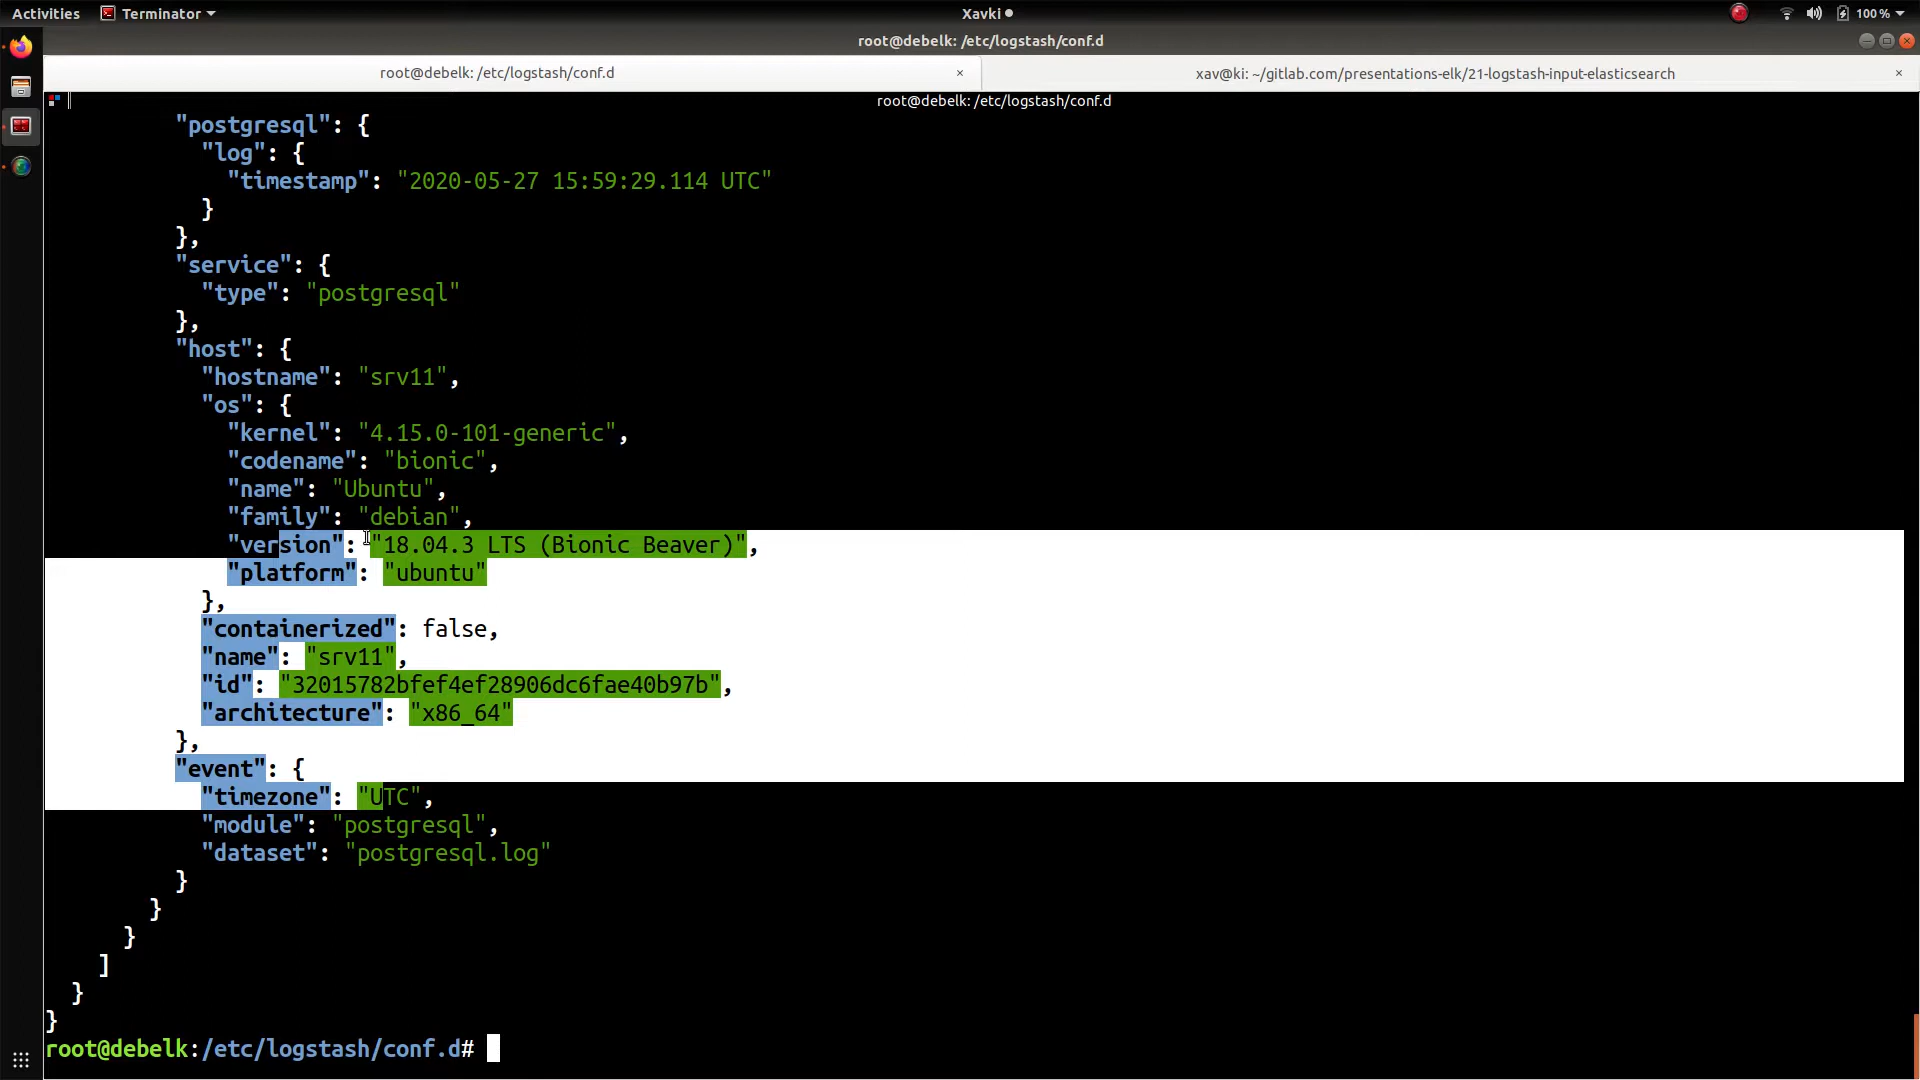 Activities Terminator Xavki 100 %
root@debelk: /etc/logstash/conf.d
root@debelk: /etc/logstash/conf.d × xav@ki: ~/gitlab.com/presentations-elk/21-logstash-input-elasticsearch ×
root@debelk: /etc/logstash/conf.d
"postgresql": {
"log": {
"timestamp": "2020-05-27 15:59:29.114 UTC"
}
},
"service": {
"type": "postgresql"
},
"host": {
"hostname": "srv11",
"os": {
"kernel": "4.15.0-101-generic",
"codename": "bionic",
"name": "Ubuntu",
"family": "debian",
"version": "18.04.3 LTS (Bionic Beaver)",
"platform": "ubuntu"
},
"containerized": false,
"name": "srv11",
"id": "32015782bfef4ef28906dc6fae40b97b",
"architecture": "x86_64"
},
"event": {
"timezone": "UTC",
"module": "postgresql",
"dataset": "postgresql.log"
}
}
}
]
}
}
root@debelk:/etc/logstash/conf.d#